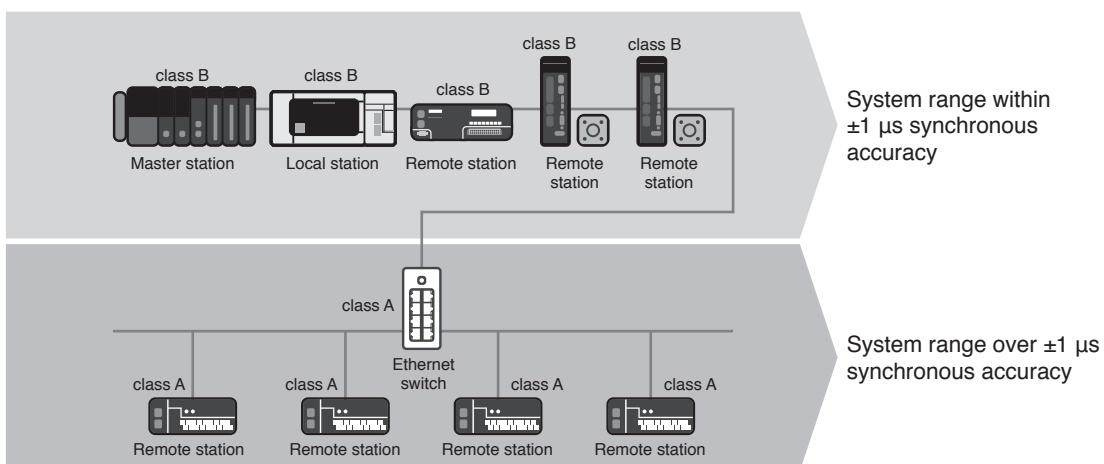 class B
class B
class B
class B
class B
Master station
Local station
Remote station
Remote
station
Remote
station
System range within
±1 μs synchronous
accuracy
class A
Ethernet
switch
class A
class A
class A
class A
Remote station
Remote station
Remote station
Remote station
System range over ±1 μs
synchronous accuracy